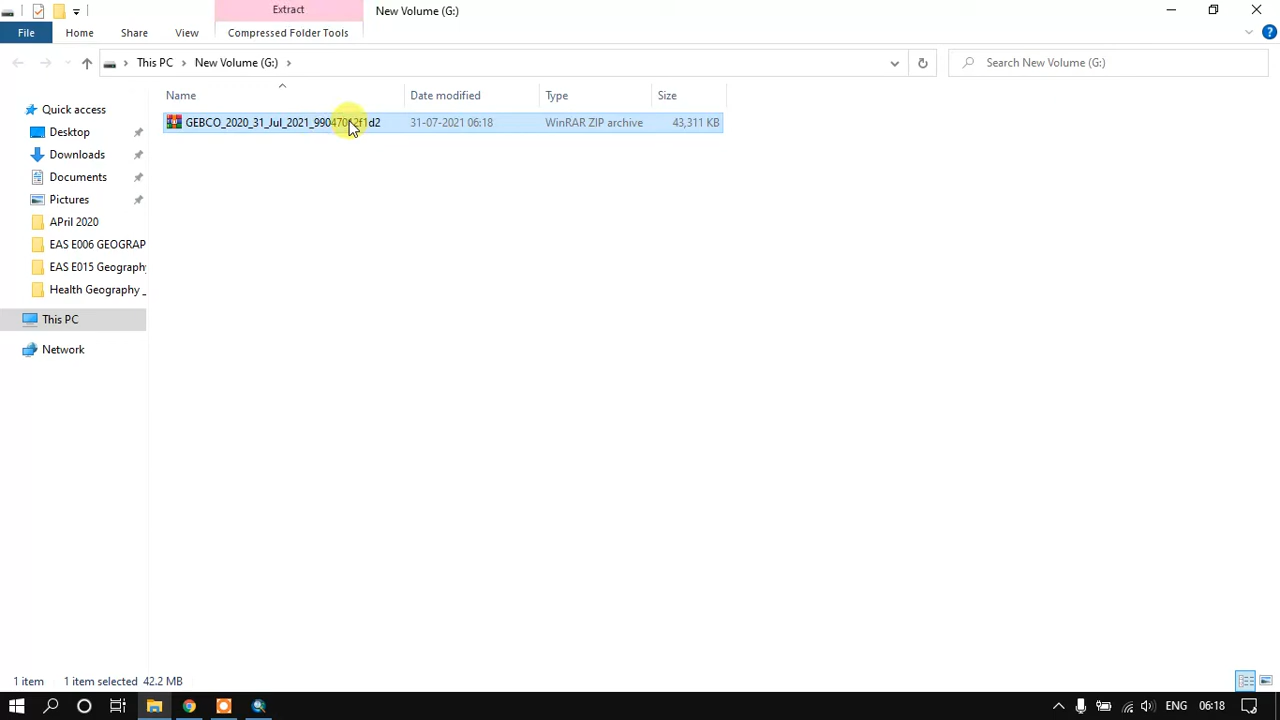 Extract
New Volume (G:)
File
Home
Share
View
Compressed Folder Tools
This PC
New Volume (G:)
Search New Volume (G:)
Name
Date modified
Type
Size
GEBCO_2020_31_Jul_2021_990470f2f1d2
31-07-2021 06:18
WinRAR ZIP archive
43,311 KB
Quick access
Desktop
Downloads
Documents
Pictures
APril 2020
EAS E006 GEOGRAP
EAS E015 Geography
Health Geography _
This PC
Network
1 item
1 item selected 42.2 MB
ENG
06:18